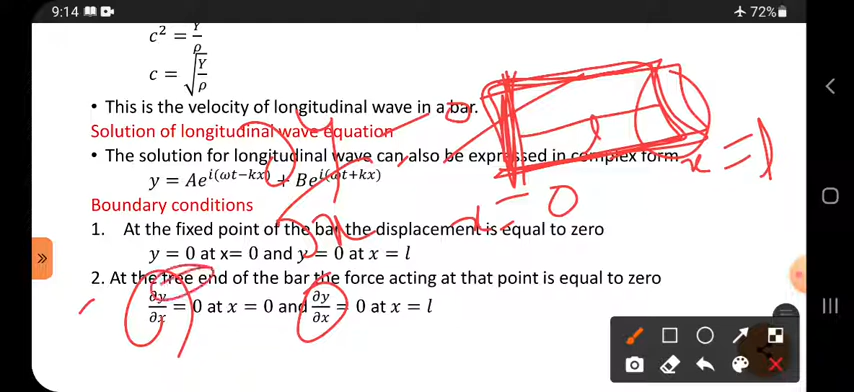 9:14 72%
c² = Y/ρ
c = √(Y/ρ)
• This is the velocity of longitudinal wave in a bar.
Solution of longitudinal wave equation
• The solution for longitudinal wave can also be expressed in complex form
y = Ae^i(ωt−kx) + Be^i(ωt+kx)
Boundary conditions
1. At the fixed point of the bar the displacement is equal to zero
y = 0 at x= 0 and y = 0 at x = l
2. At the free end of the bar the force acting at that point is equal to zero
∂y/∂x = 0 at x = 0 and ∂y/∂x = 0 at x = l
l
x = l
x = 0
∂y/∂x = 0